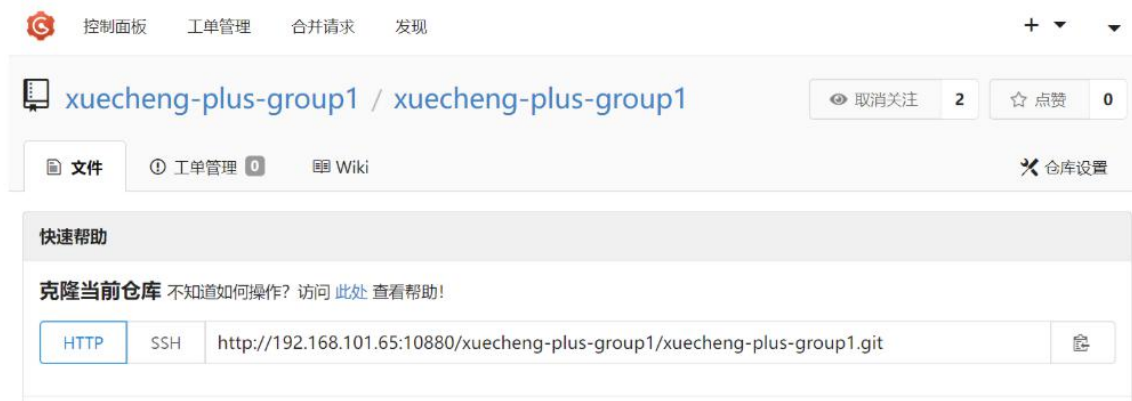 控制面板 工单管理 合并请求 发现
xuecheng-plus-group1 / xuecheng-plus-group1 取消关注 2 点赞 0
文件 工单管理 0 Wiki 仓库设置
快速帮助
克隆当前仓库 不知道如何操作？访问 此处 查看帮助！
HTTP SSH http://192.168.101.65:10880/xuecheng-plus-group1/xuecheng-plus-group1.git